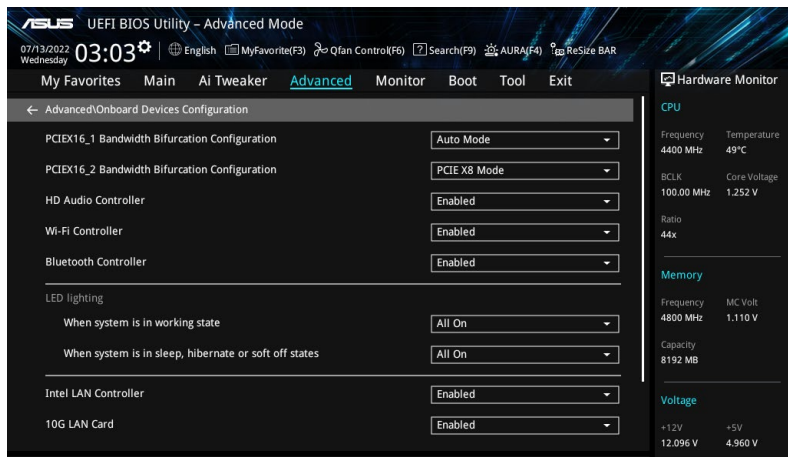 ASUS UEFI BIOS Utility – Advanced Mode
07/13/2022 Wednesday 03:03 English MyFavorite(F3) Qfan Control(F6) ? Search(F9) AURA(F4) ReSize BAR
My Favorites Main Ai Tweaker Advanced Monitor Boot Tool Exit
← Advanced\Onboard Devices Configuration
PCIEX16_1 Bandwidth Bifurcation Configuration Auto Mode
PCIEX16_2 Bandwidth Bifurcation Configuration PCIE X8 Mode
HD Audio Controller Enabled
Wi-Fi Controller Enabled
Bluetooth Controller Enabled
LED lighting
When system is in working state All On
When system is in sleep, hibernate or soft off states All On
Intel LAN Controller Enabled
10G LAN Card Enabled
Hardware Monitor
CPU
Frequency Temperature
4400 MHz 49°C
BCLK Core Voltage
100.00 MHz 1.252 V
Ratio
44x
Memory
Frequency MC Volt
4800 MHz 1.110 V
Capacity
8192 MB
Voltage
+12V +5V
12.096 V 4.960 V